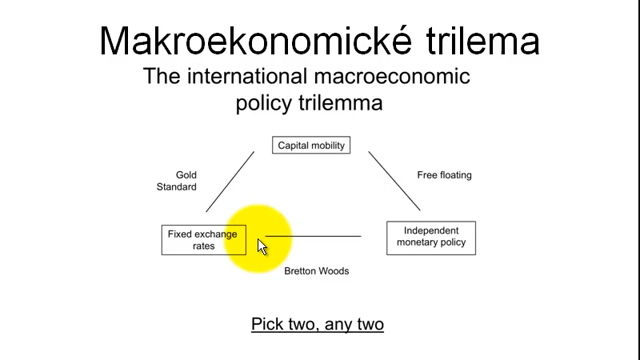 Makroekonomické trilema
The international macroeconomic
policy trilemma
Capital mobility
Gold
Standard
Free floating
Fixed exchange
rates
Independent
monetary policy
Bretton Woods
Pick two, any two